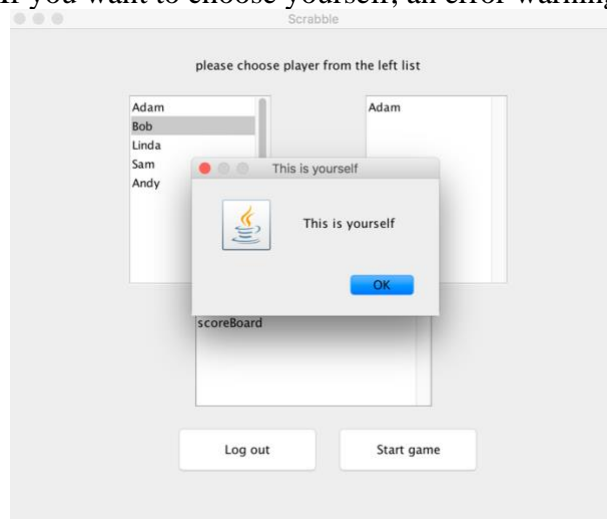 If you want to choose yourself, an error warning
Scrabble
please choose player from the left list
Adam
Bob
Linda
Sam
Andy
Adam
This is yourself
This is yourself
OK
scoreBoard
Log out
Start game